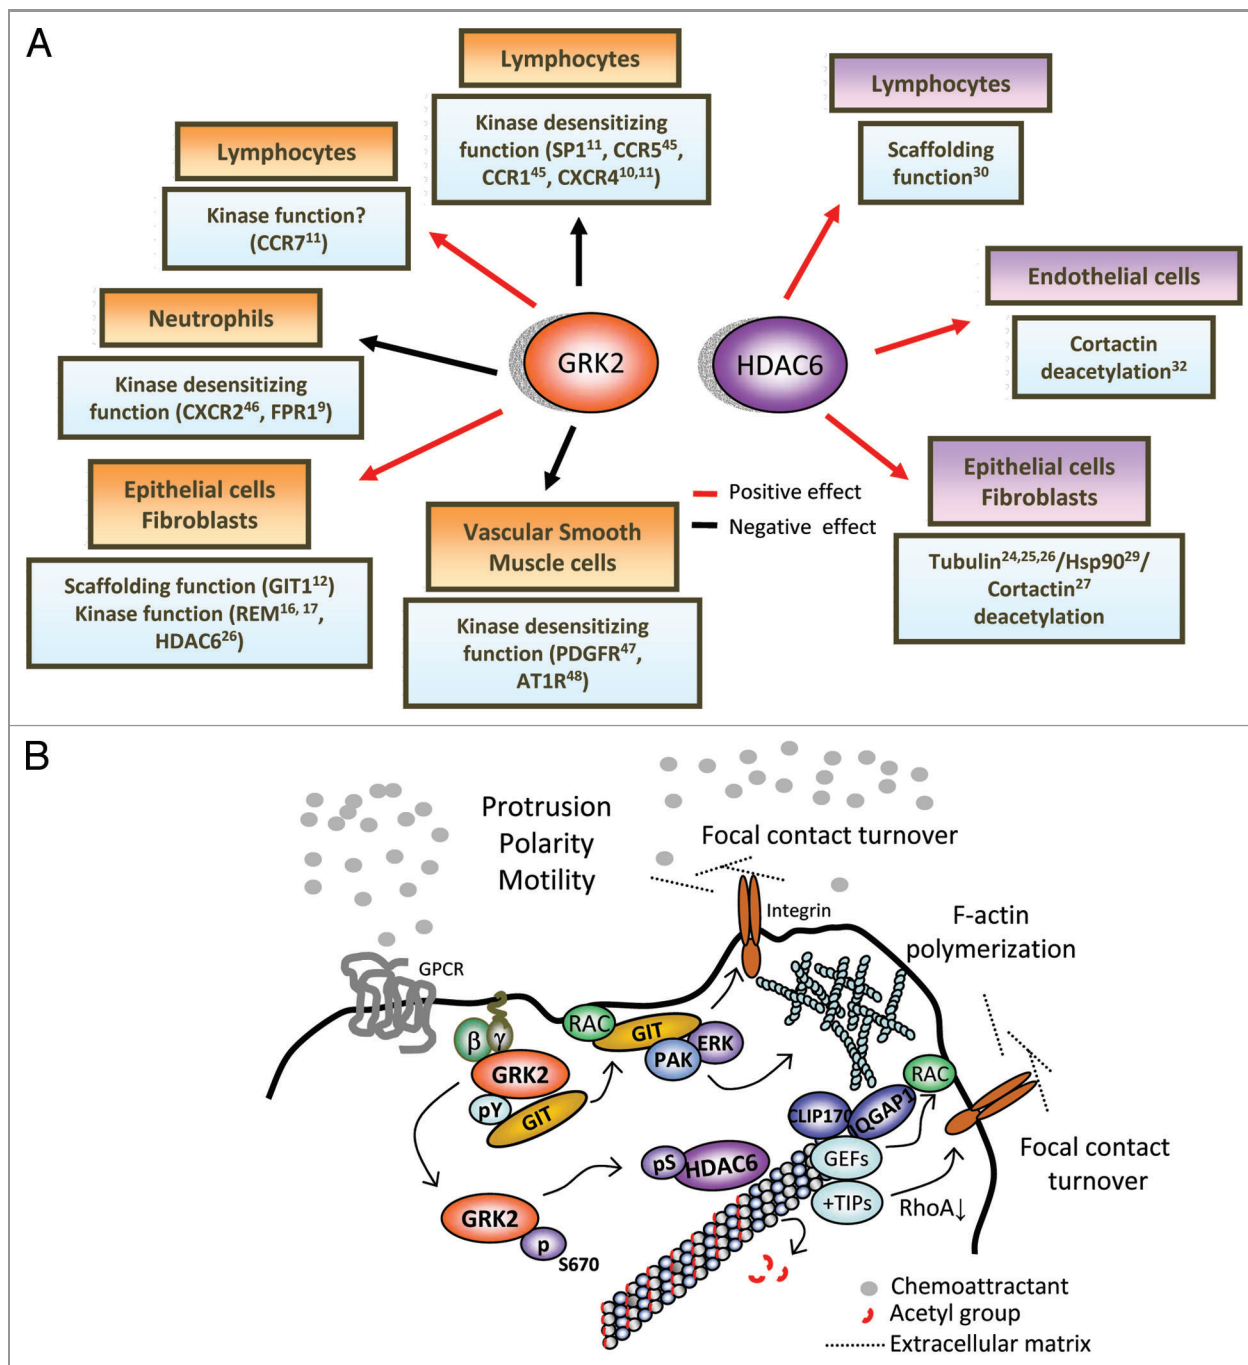 A
Lymphocytes
Kinase desensitizing
function (SP1¹¹, CCR5⁴⁵,
CCR1⁴⁵, CXCR4¹⁰,¹¹)
Lymphocytes
Kinase function?
(CCR7¹¹)
Neutrophils
Kinase desensitizing
function (CXCR2⁴⁶, FPR1⁹)
Epithelial cells
Fibroblasts
Scaffolding function (GIT1¹²)
Kinase function (REM¹⁶, ¹⁷,
HDAC6²⁶)
Vascular Smooth
Muscle cells
Kinase desensitizing
function (PDGFR⁴⁷,
AT1R⁴⁸)
GRK2
HDAC6
Lymphocytes
Scaffolding
function³⁰
Endothelial cells
Cortactin
deacetylation³²
Epithelial cells
Fibroblasts
Tubulin²⁴,²⁵,²⁶/Hsp90²⁹/
Cortactin²⁷
deacetylation
Positive effect
Negative effect
B
Protrusion
Polarity
Motility
Focal contact turnover
Integrin
F-actin
polymerization
GPCR
β
γ
GRK2
pY
GIT
RAC
GIT
PAK
ERK
GRK2
p
S670
pS
HDAC6
CLIP170
IQGAP1
RAC
GEFs
+TIPs
RhoA↓
Focal contact
turnover
Chemoattractant
Acetyl group
Extracellular matrix